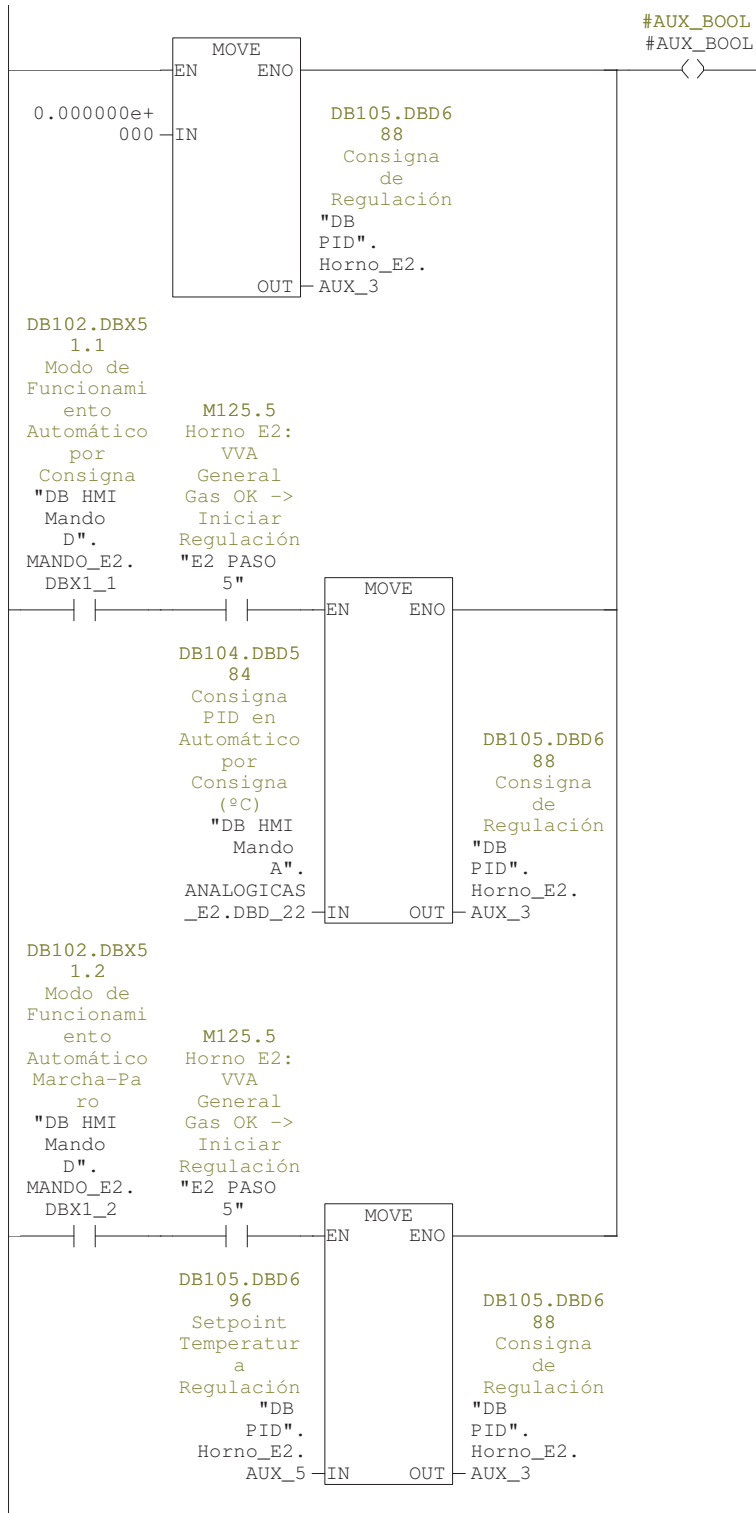 #AUX_BOOL
#AUX_BOOL
MOVE
EN ENO
0.000000e+
000
IN
DB105.DBD6
88
Consigna
de
Regulación
"DB
PID".
Horno_E2.
OUT AUX_3
DB102.DBX5
1.1
Modo de
Funcionami
ento
Automático
por
Consigna
"DB HMI
Mando
D".
MANDO_E2.
DBX1_1
M125.5
Horno E2:
VVA
General
Gas OK ->
Iniciar
Regulación
"E2 PASO
5"
MOVE
EN ENO
DB104.DBD5
84
Consigna
PID en
Automático
por
Consigna
(ºC)
"DB HMI
Mando
A".
ANALOGICAS
_E2.DBD_22
IN
DB105.DBD6
88
Consigna
de
Regulación
"DB
PID".
Horno_E2.
OUT AUX_3
DB102.DBX5
1.2
Modo de
Funcionami
ento
Automático
Marcha-Pa
ro
"DB HMI
Mando
D".
MANDO_E2.
DBX1_2
M125.5
Horno E2:
VVA
General
Gas OK ->
Iniciar
Regulación
"E2 PASO
5"
MOVE
EN ENO
DB105.DBD6
96
Setpoint
Temperatur
a
Regulación
"DB
PID".
Horno_E2.
AUX_5
IN
DB105.DBD6
88
Consigna
de
Regulación
"DB
PID".
Horno_E2.
OUT AUX_3